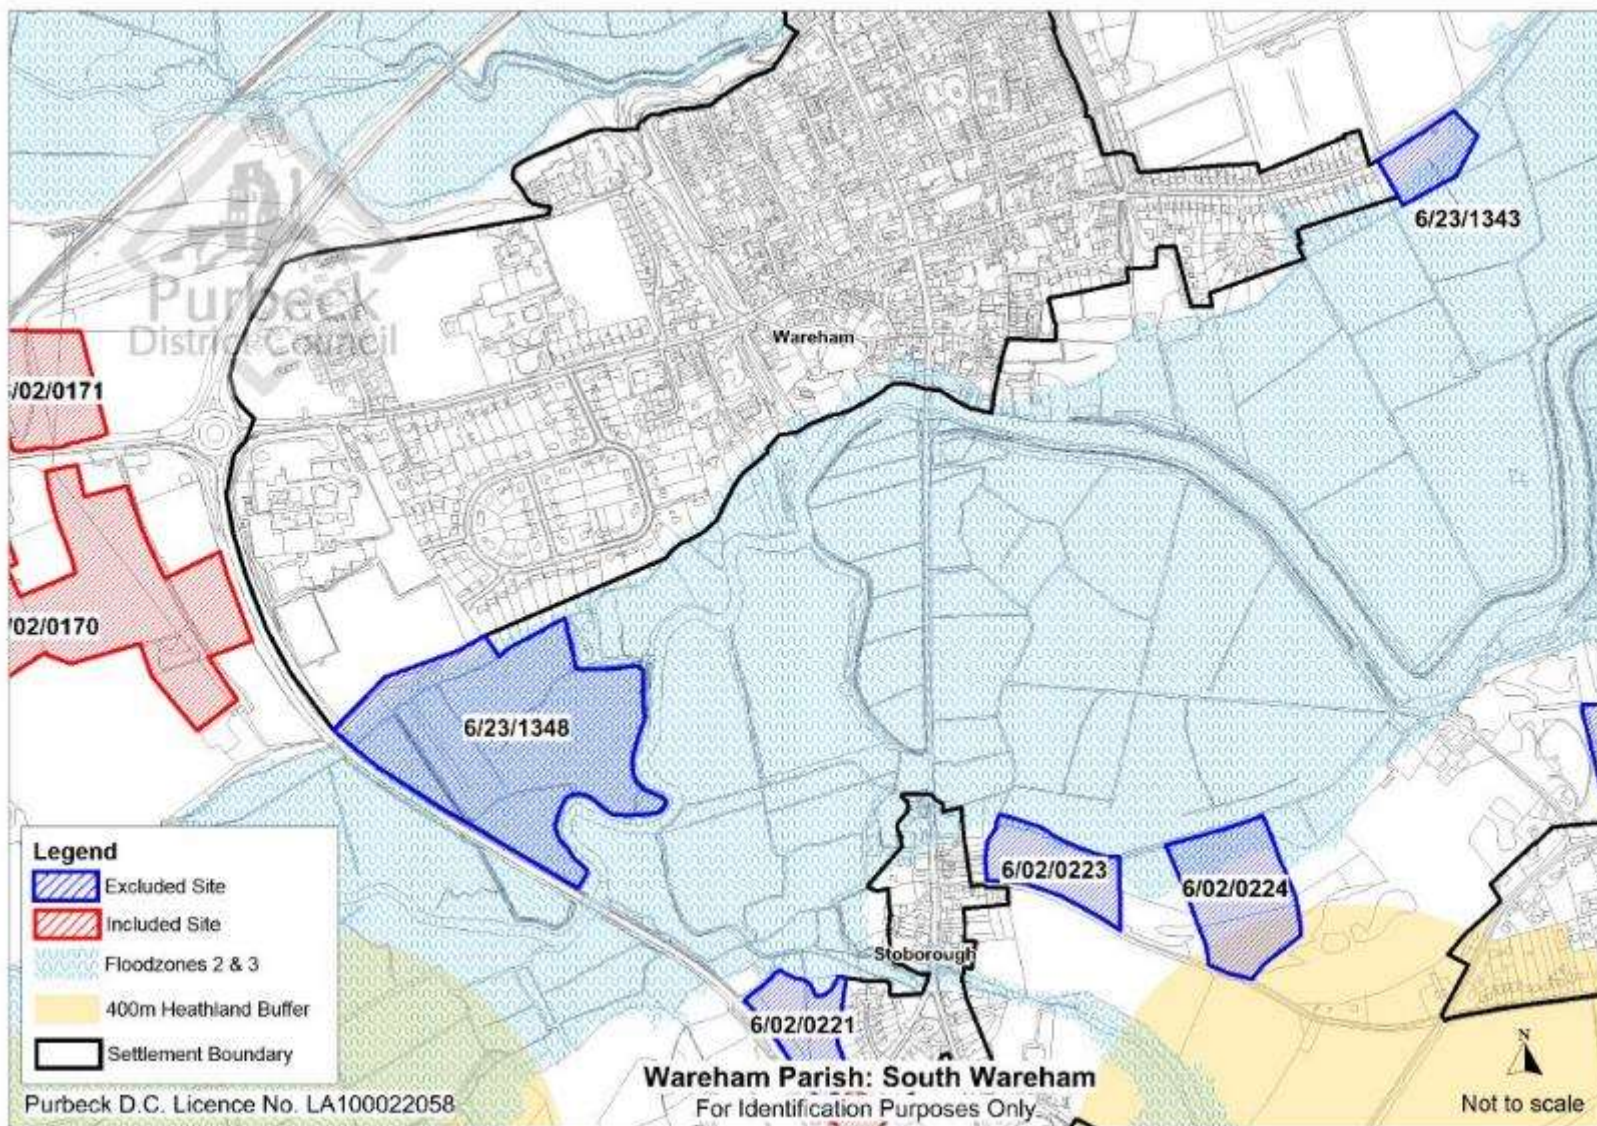 6/23/1343
Purbeck
District Council
Wareham
/02/0171
/02/0170
6/23/1348
6/02/0223
6/02/0224
Stoborough
6/02/0221
Legend
Excluded Site
Included Site
Floodzones 2 & 3
400m Heathland Buffer
Settlement Boundary
N
Wareham Parish: South Wareham
Purbeck D.C. Licence No. LA100022058
For Identification Purposes Only
Not to scale